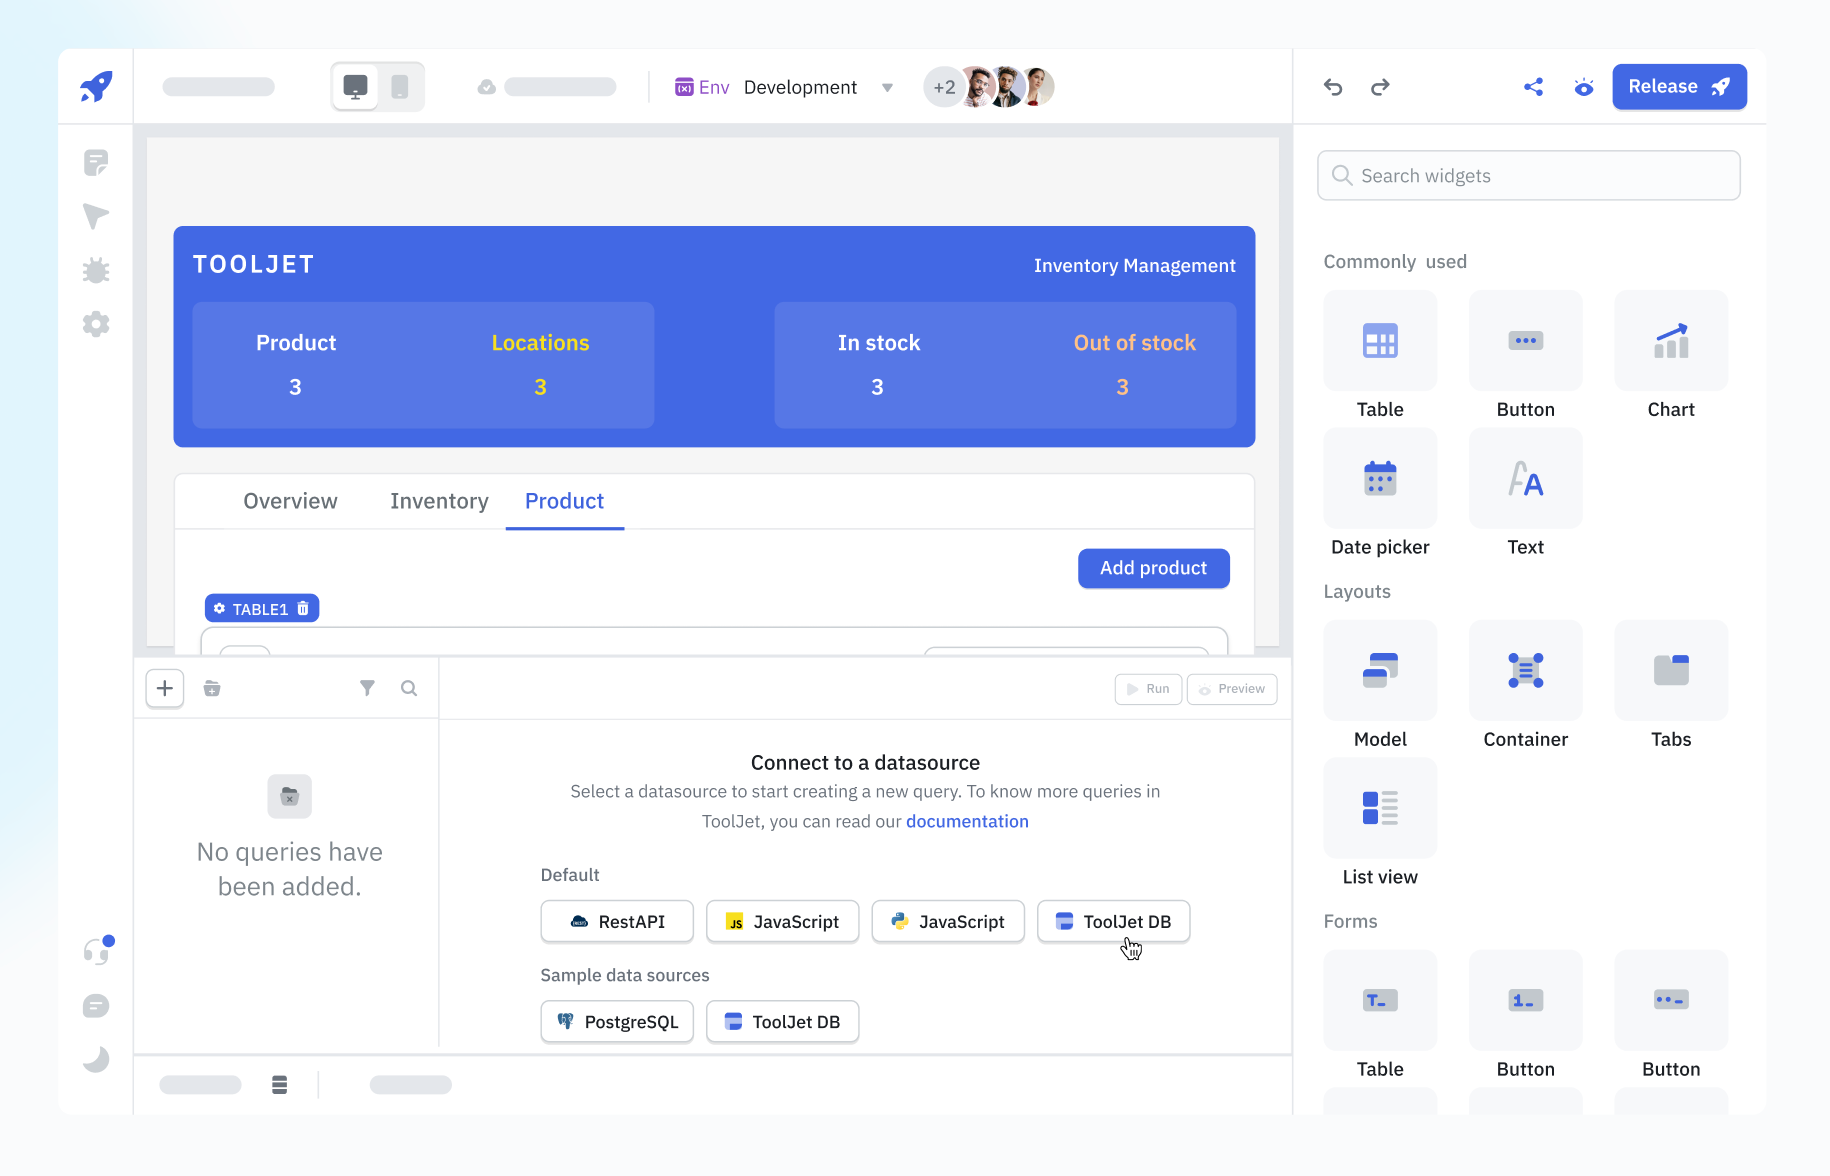 Env Development
+2
Release
Search widgets
TOOLJET
Inventory Management
Product
Locations
In stock
Out of stock
3
3
3
3
Overview
Inventory
Product
Add product
TABLE1
Run
Preview
No queries have
been added.
Connect to a datasource
Select a datasource to start creating a new query. To know more queries in
ToolJet, you can read our documentation
Default
RestAPI
JS JavaScript
JavaScript
ToolJet DB
Sample data sources
PostgreSQL
ToolJet DB
Commonly used
Table
Button
Chart
Date picker
Text
Layouts
Model
Container
Tabs
List view
Forms
T_
1_
Table
Button
Button